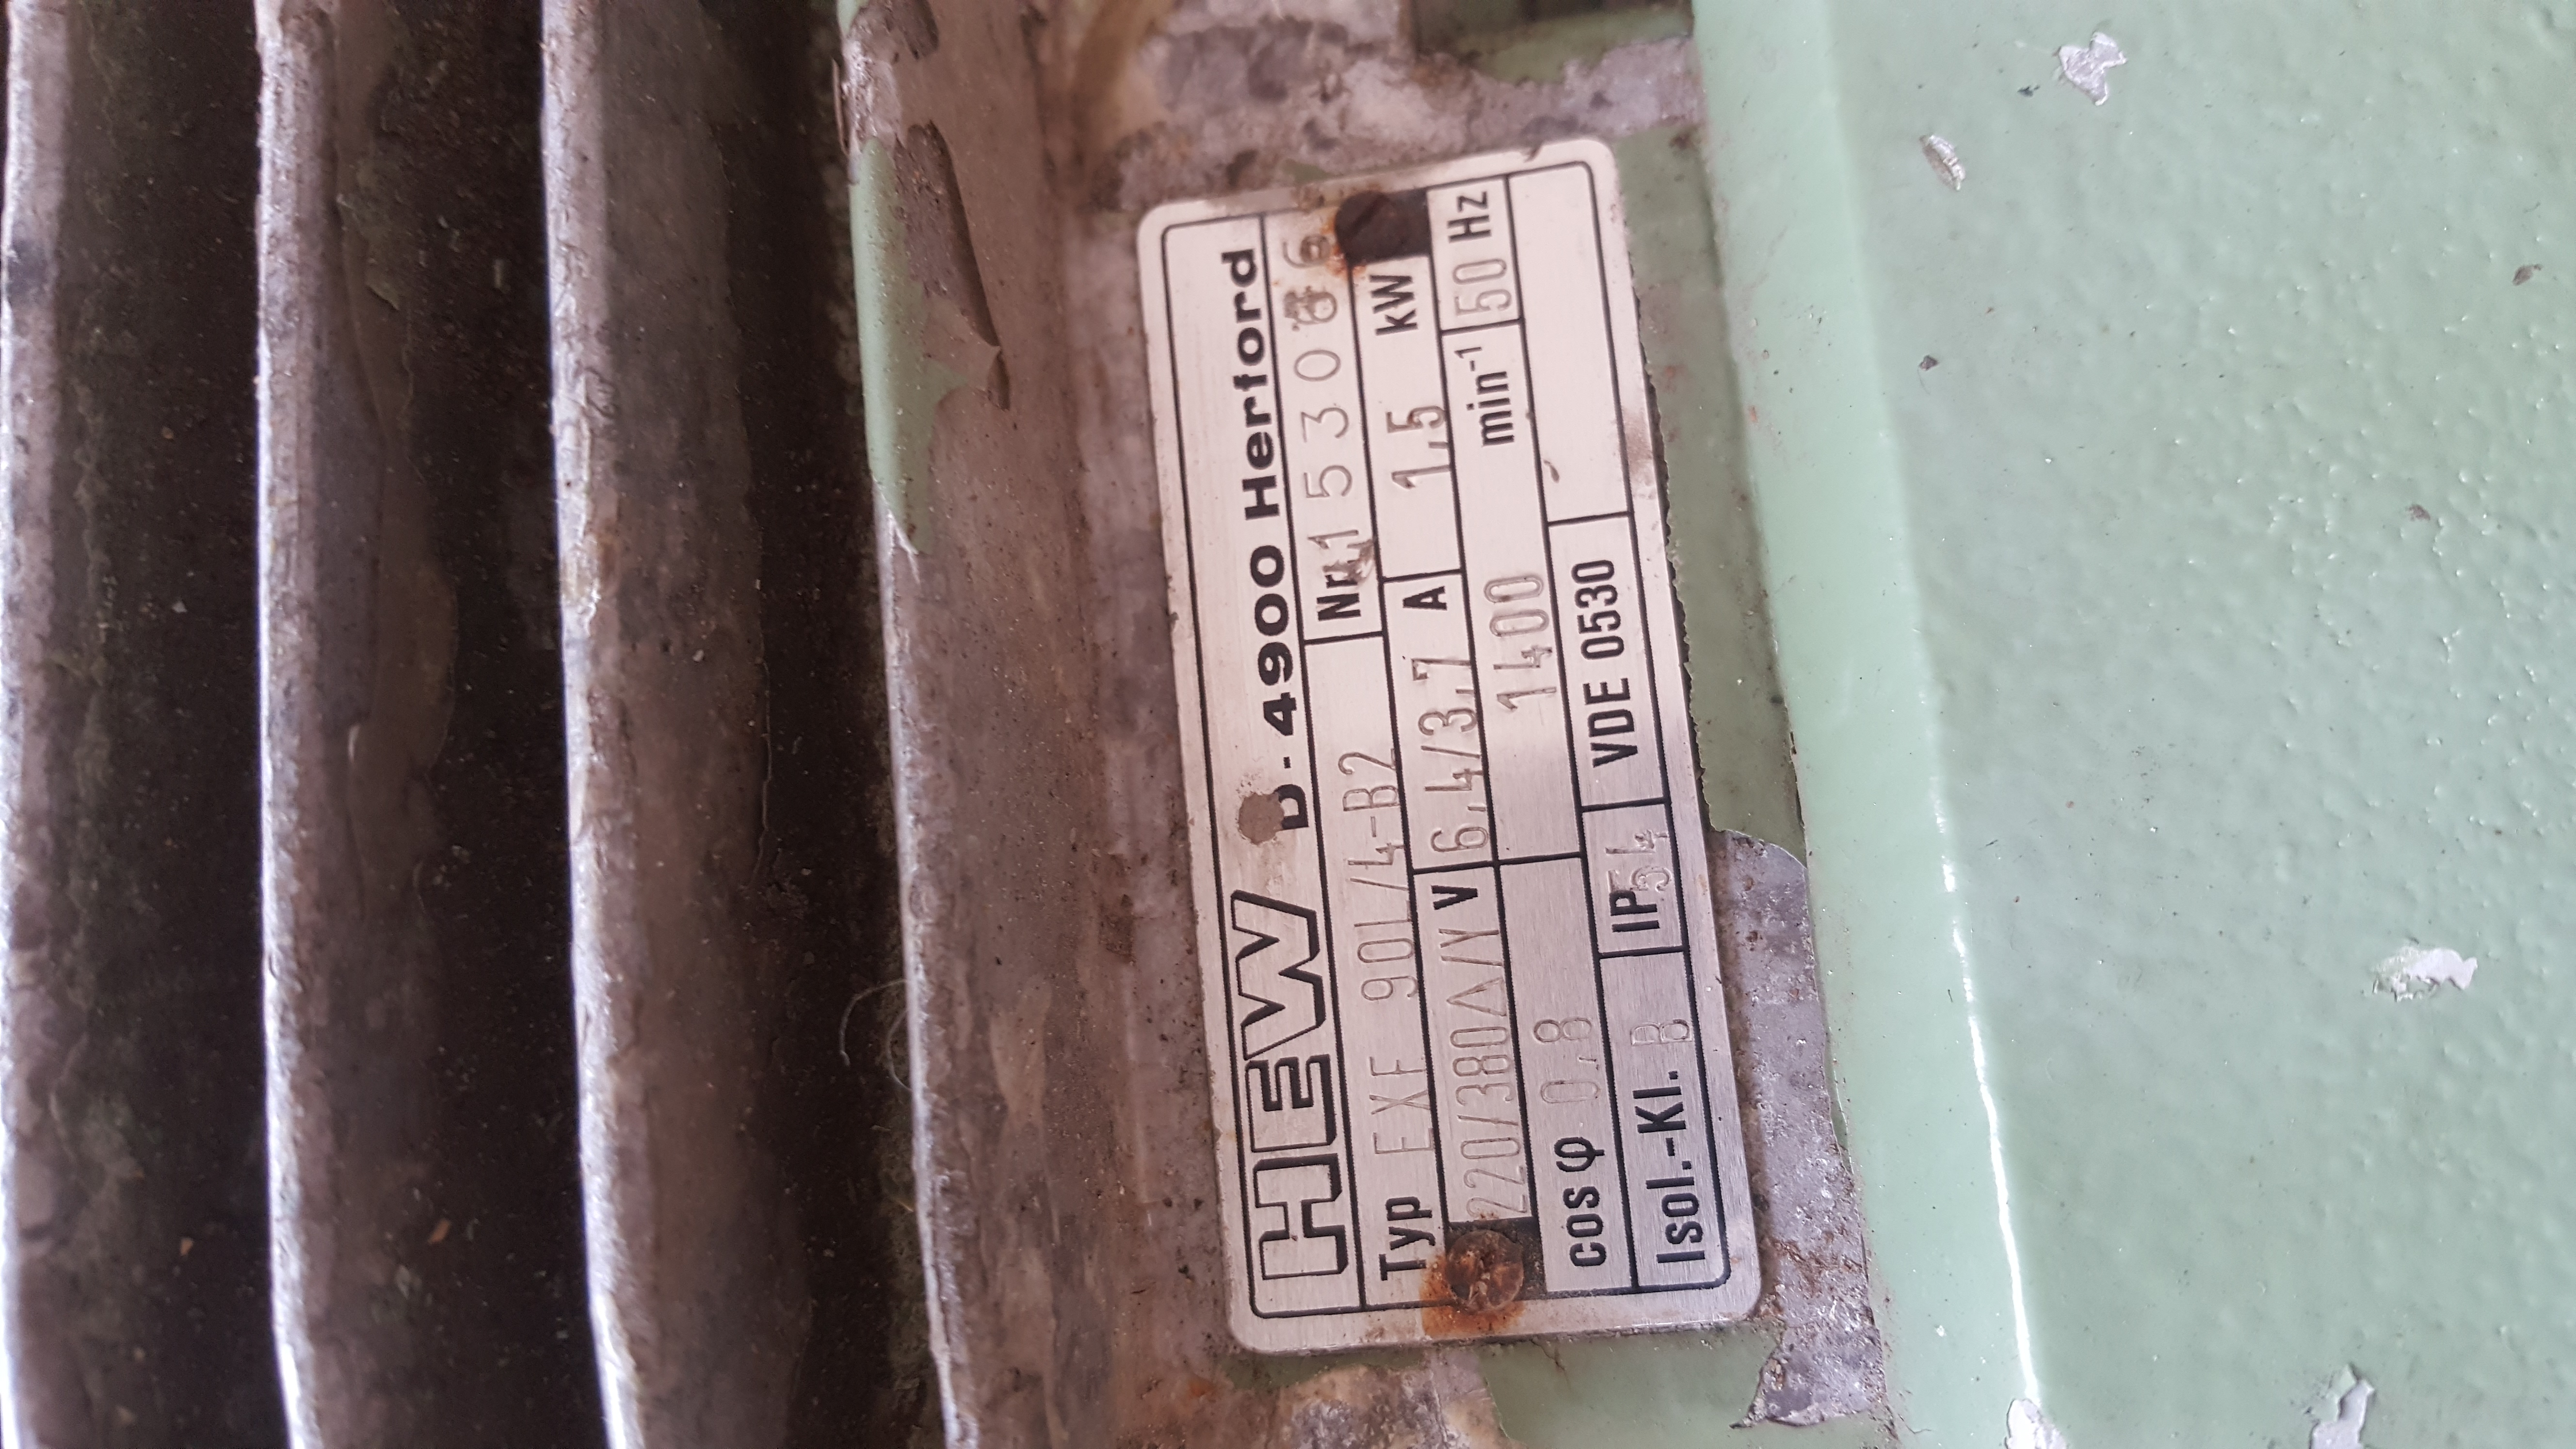 HEW D-4900 Herford
Typ EXF 90L/4-B2 Nr. 1530
220/380Δ/Y V 6,4/3,7 A 1,5 kW
cos φ 0,8 1400 min⁻¹ 50 Hz
Isol.-Kl. B IP 54 VDE 0530